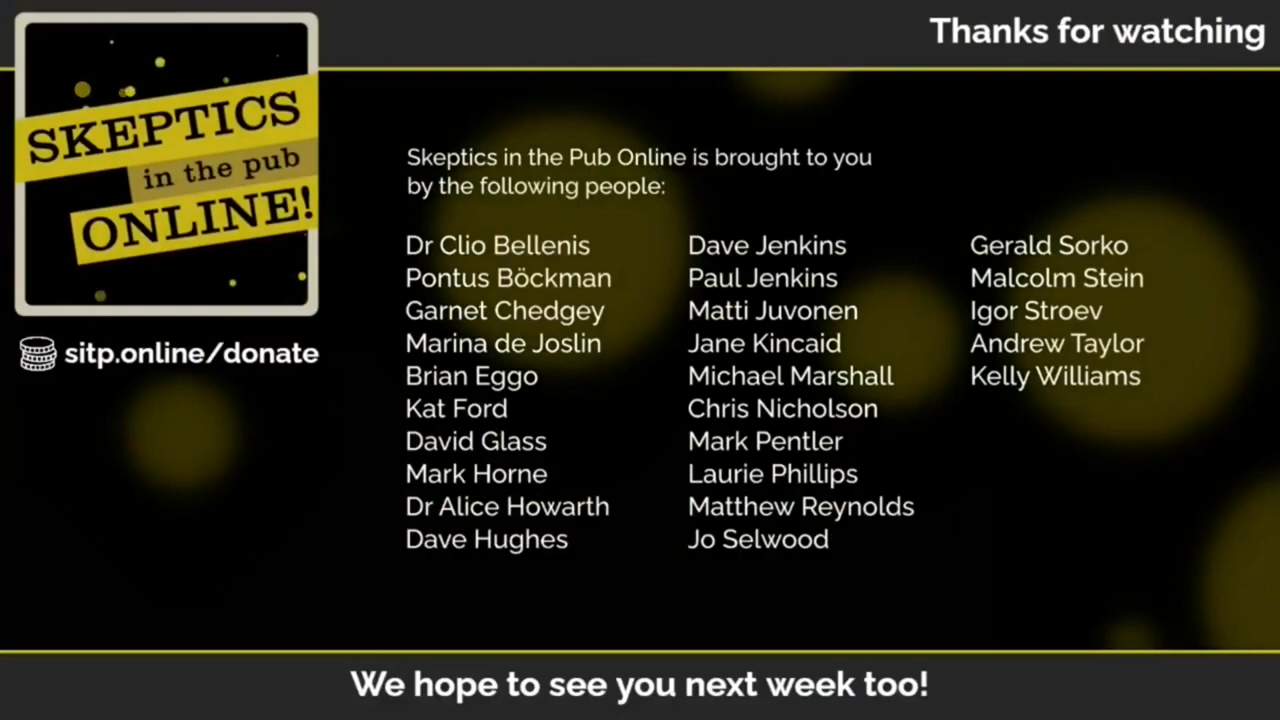 Thanks for watching
SKEPTICS
in the pub
ONLINE!
sitp.online/donate
Skeptics in the Pub Online is brought to you
by the following people:
Dr Clio Bellenis
Pontus Böckman
Garnet Chedgey
Marina de Joslin
Brian Eggo
Kat Ford
David Glass
Mark Horne
Dr Alice Howarth
Dave Hughes
Dave Jenkins
Paul Jenkins
Matti Juvonen
Jane Kincaid
Michael Marshall
Chris Nicholson
Mark Pentler
Laurie Phillips
Matthew Reynolds
Jo Selwood
Gerald Sorko
Malcolm Stein
Igor Stroev
Andrew Taylor
Kelly Williams
We hope to see you next week too!